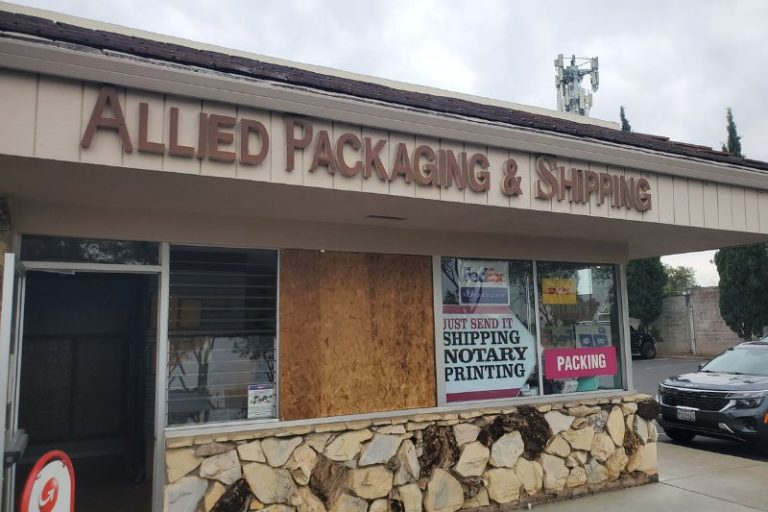 ALLIED PACKAGING & SHIPPING
FedEx
DHL
JUST SEND IT
SHIPPING
NOTARY
PRINTING
PACKING